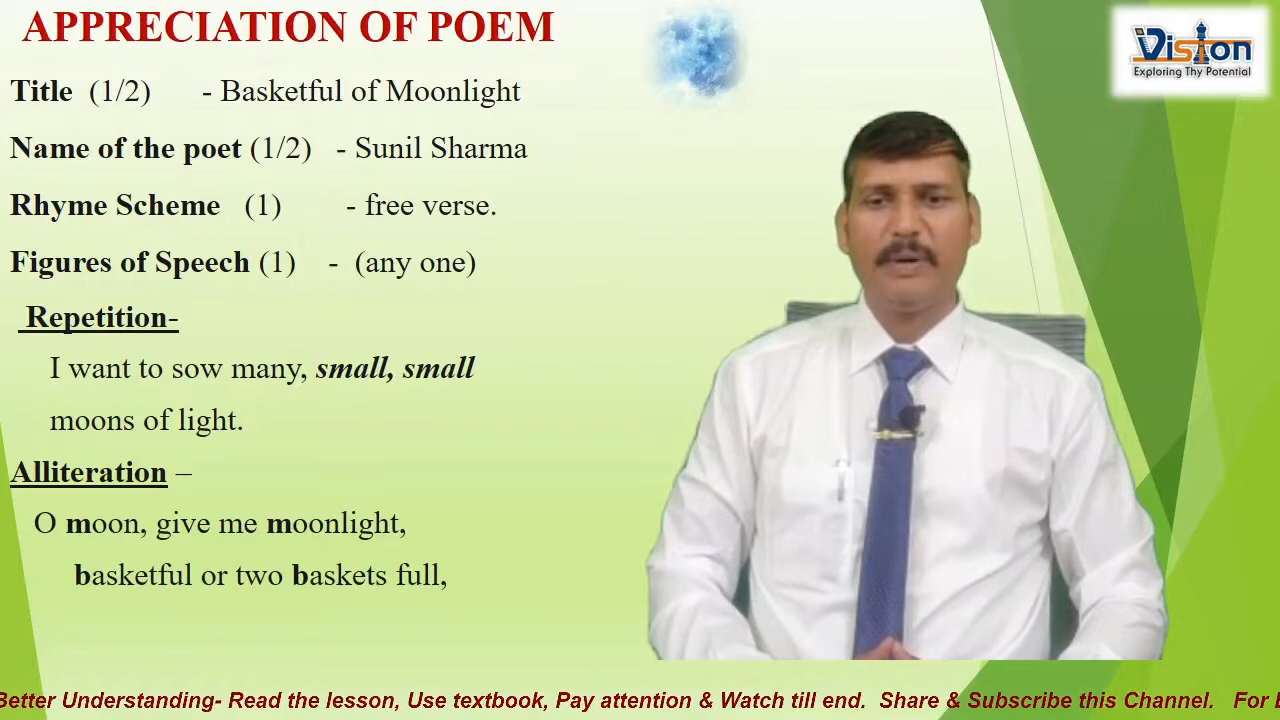 APPRECIATION OF POEM
Vision
Exploring Thy Potential
Title (1/2) - Basketful of Moonlight
Name of the poet (1/2) - Sunil Sharma
Rhyme Scheme (1) - free verse.
Figures of Speech (1) - (any one)
Repetition-
I want to sow many, small, small
moons of light.
Alliteration –
O moon, give me moonlight,
basketful or two baskets full,
Better Understanding- Read the lesson, Use textbook, Pay attention & Watch till end. Share & Subscribe this Channel. For